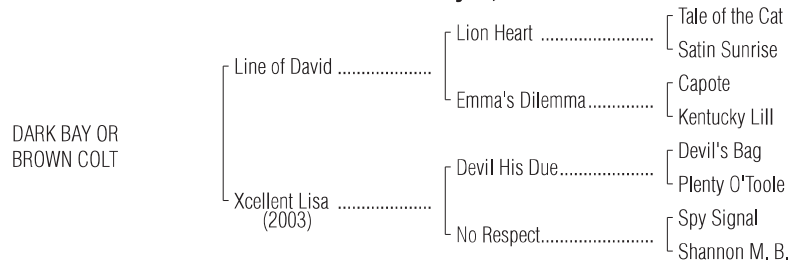 Tale of the Cat
Lion Heart ....................
Satin Sunrise
Line of David .....................
Capote
Emma's Dilemma.............
Kentucky Lill
DARK BAY OR
BROWN COLT
Devil's Bag
Devil His Due..................
Plenty O'Toole
Xcellent Lisa .....................
(2003)
Spy Signal
No Respect......................
Shannon M. B.